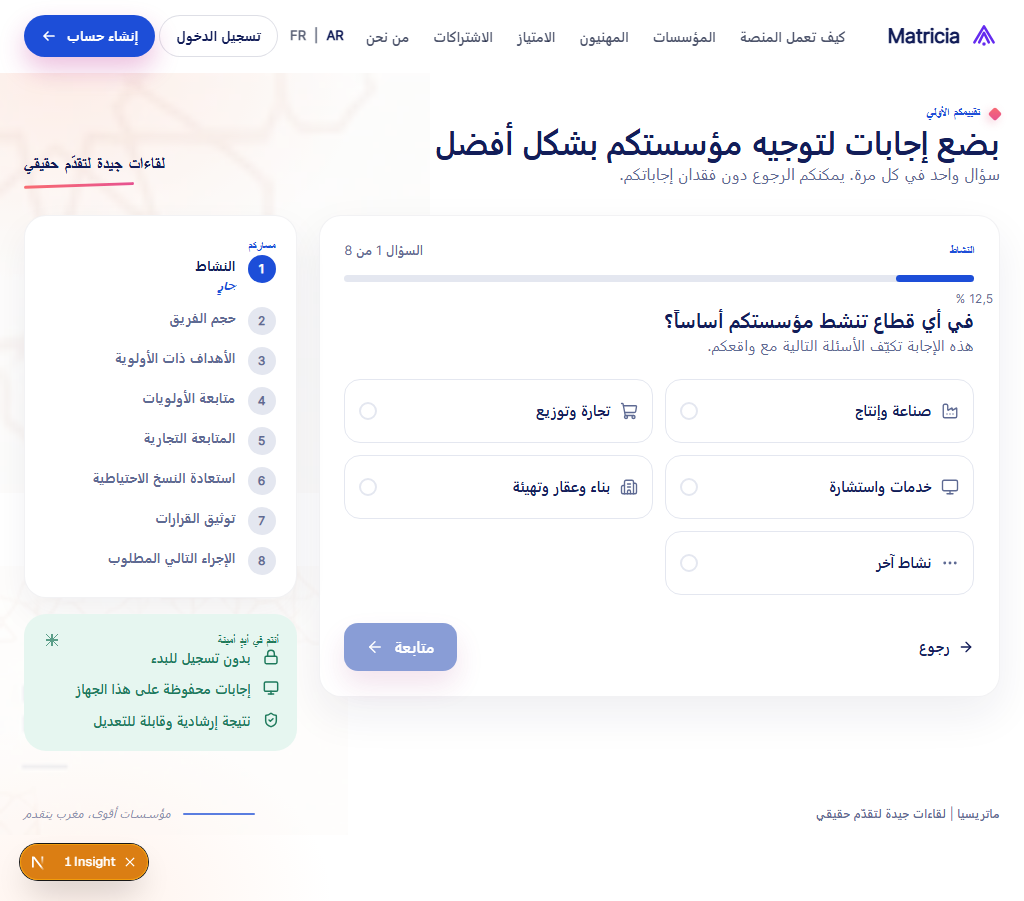 Matricia
كيف تعمل المنصة
المؤسسات
المهنيون
الامتياز
الاشتراكات
من نحن
AR | FR
تسجيل الدخول
إنشاء حساب
تقييمكم الأولي
بضع إجابات لتوجيه مؤسستكم بشكل أفضل
سؤال واحد في كل مرة. يمكنكم الرجوع دون فقدان إجاباتكم.
لقاءات جيدة لتقدّم حقيقي
النشاط
السؤال 1 من 8
12,5 %
في أي قطاع تنشط مؤسستكم أساساً؟
هذه الإجابة تكيّف الأسئلة التالية مع واقعكم.
صناعة وإنتاج
تجارة وتوزيع
خدمات واستشارة
بناء وعقار وتهيئة
نشاط آخر
رجوع
متابعة
مساركم
1 النشاط
جارٍ
2 حجم الفريق
3 الأهداف ذات الأولوية
4 متابعة الأولويات
5 المتابعة التجارية
6 استعادة النسخ الاحتياطية
7 توثيق القرارات
8 الإجراء التالي المطلوب
أنتم في أيدٍ أمينة
بدون تسجيل للبدء
إجابات محفوظة على هذا الجهاز
نتيجة إرشادية وقابلة للتعديل
ماتريسيا | لقاءات جيدة لتقدّم حقيقي
مؤسسات أقوى، مغرب يتقدم
1 Insight